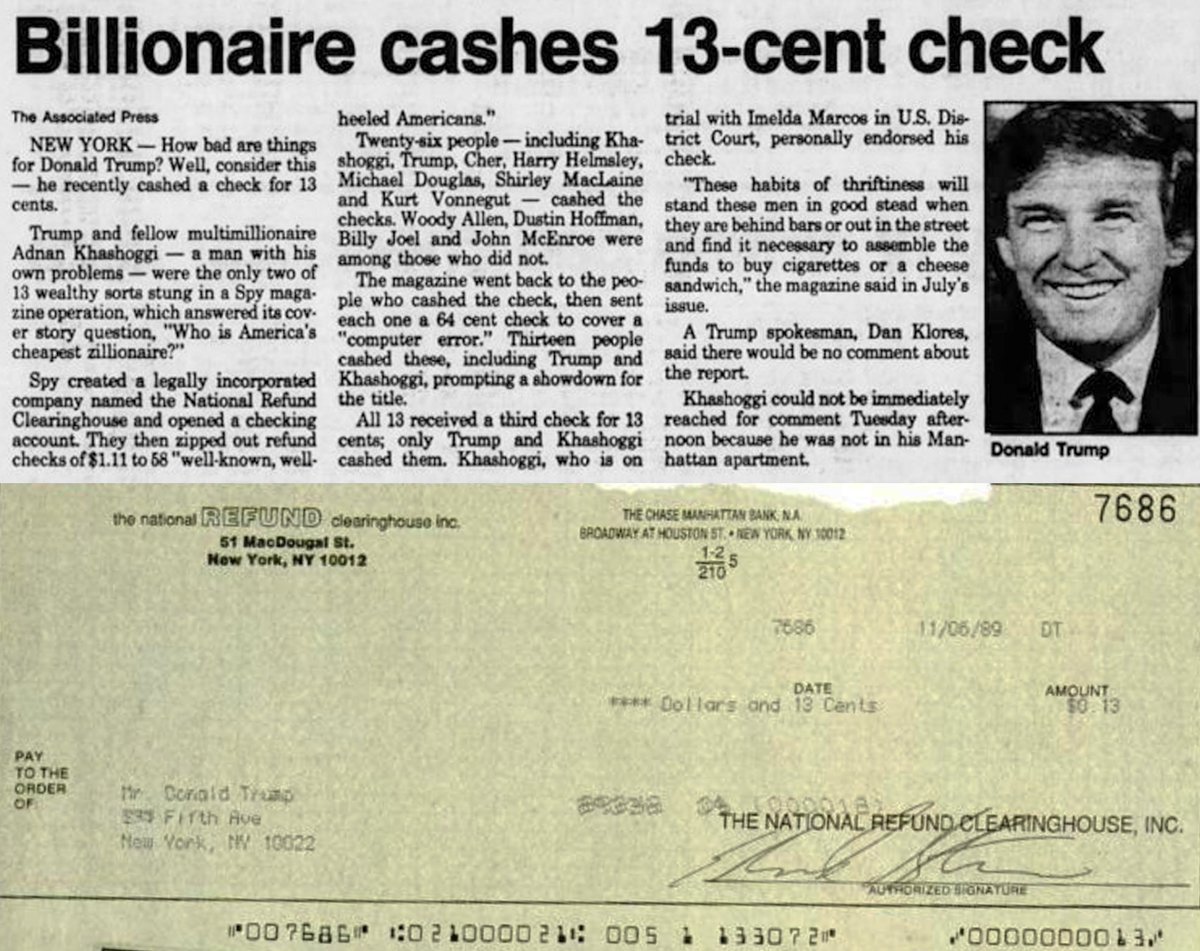 Billionaire cashes 13-cent check
The Associated Press
NEW YORK — How bad are things
for Donald Trump? Well, consider this
— he recently cashed a check for 13
cents.
Trump and fellow multimillionaire
Adnan Khashoggi — a man with his
own problems — were the only two of
13 wealthy sorts stung in a Spy maga-
zine operation, which answered its cov-
er story question, "Who is America's
cheapest zillionaire?"
Spy created a legally incorporated
company named the National Refund
Clearinghouse and opened a checking
account. They then zipped out refund
checks of $1.11 to 58 "well-known, well-
heeled Americans."
Twenty-six people — including Kha-
shoggi, Trump, Cher, Harry Helmsley,
Michael Douglas, Shirley MacLaine
and Kurt Vonnegut — cashed the
checks. Woody Allen, Dustin Hoffman,
Billy Joel and John McEnroe were
among those who did not.
The magazine went back to the peo-
ple who cashed the check, then sent
each one a 64 cent check to cover a
"computer error." Thirteen people
cashed these, including Trump and
Khashoggi, prompting a showdown for
the title.
All 13 received a third check for 13
cents; only Trump and Khashoggi
cashed them. Khashoggi, who is on
trial with Imelda Marcos in U.S. Dis-
trict Court, personally endorsed his
check.
"These habits of thriftiness will
stand these men in good stead when
they are behind bars or out in the street
and find it necessary to assemble the
funds to buy cigarettes or a cheese
sandwich," the magazine said in July's
issue.
A Trump spokesman, Dan Klores,
said there would be no comment about
the report.
Khashoggi could not be immediately
reached for comment Tuesday after-
noon because he was not in his Man-
hattan apartment.
Donald Trump
the national REFUND clearinghouse inc.
51 MacDougal St.
New York, NY 10012
THE CHASE MANHATTAN BANK, N.A.
BROADWAY AT HOUSTON ST. • NEW YORK, NY 10012
1-2
210 5
7686
7686 11/06/89 DT
DATE
AMOUNT
**** Dollars and 13 Cents
$0.13
PAY
TO THE
ORDER
OF:
Mr. Donald Trump
Fifth Ave
New York, NY 10022
THE NATIONAL REFUND CLEARINGHOUSE, INC.
AUTHORIZED SIGNATURE
⑈007686⑈ ⑆021000021⑆ 005 1 133072⑈ ⑇0000000013⑇